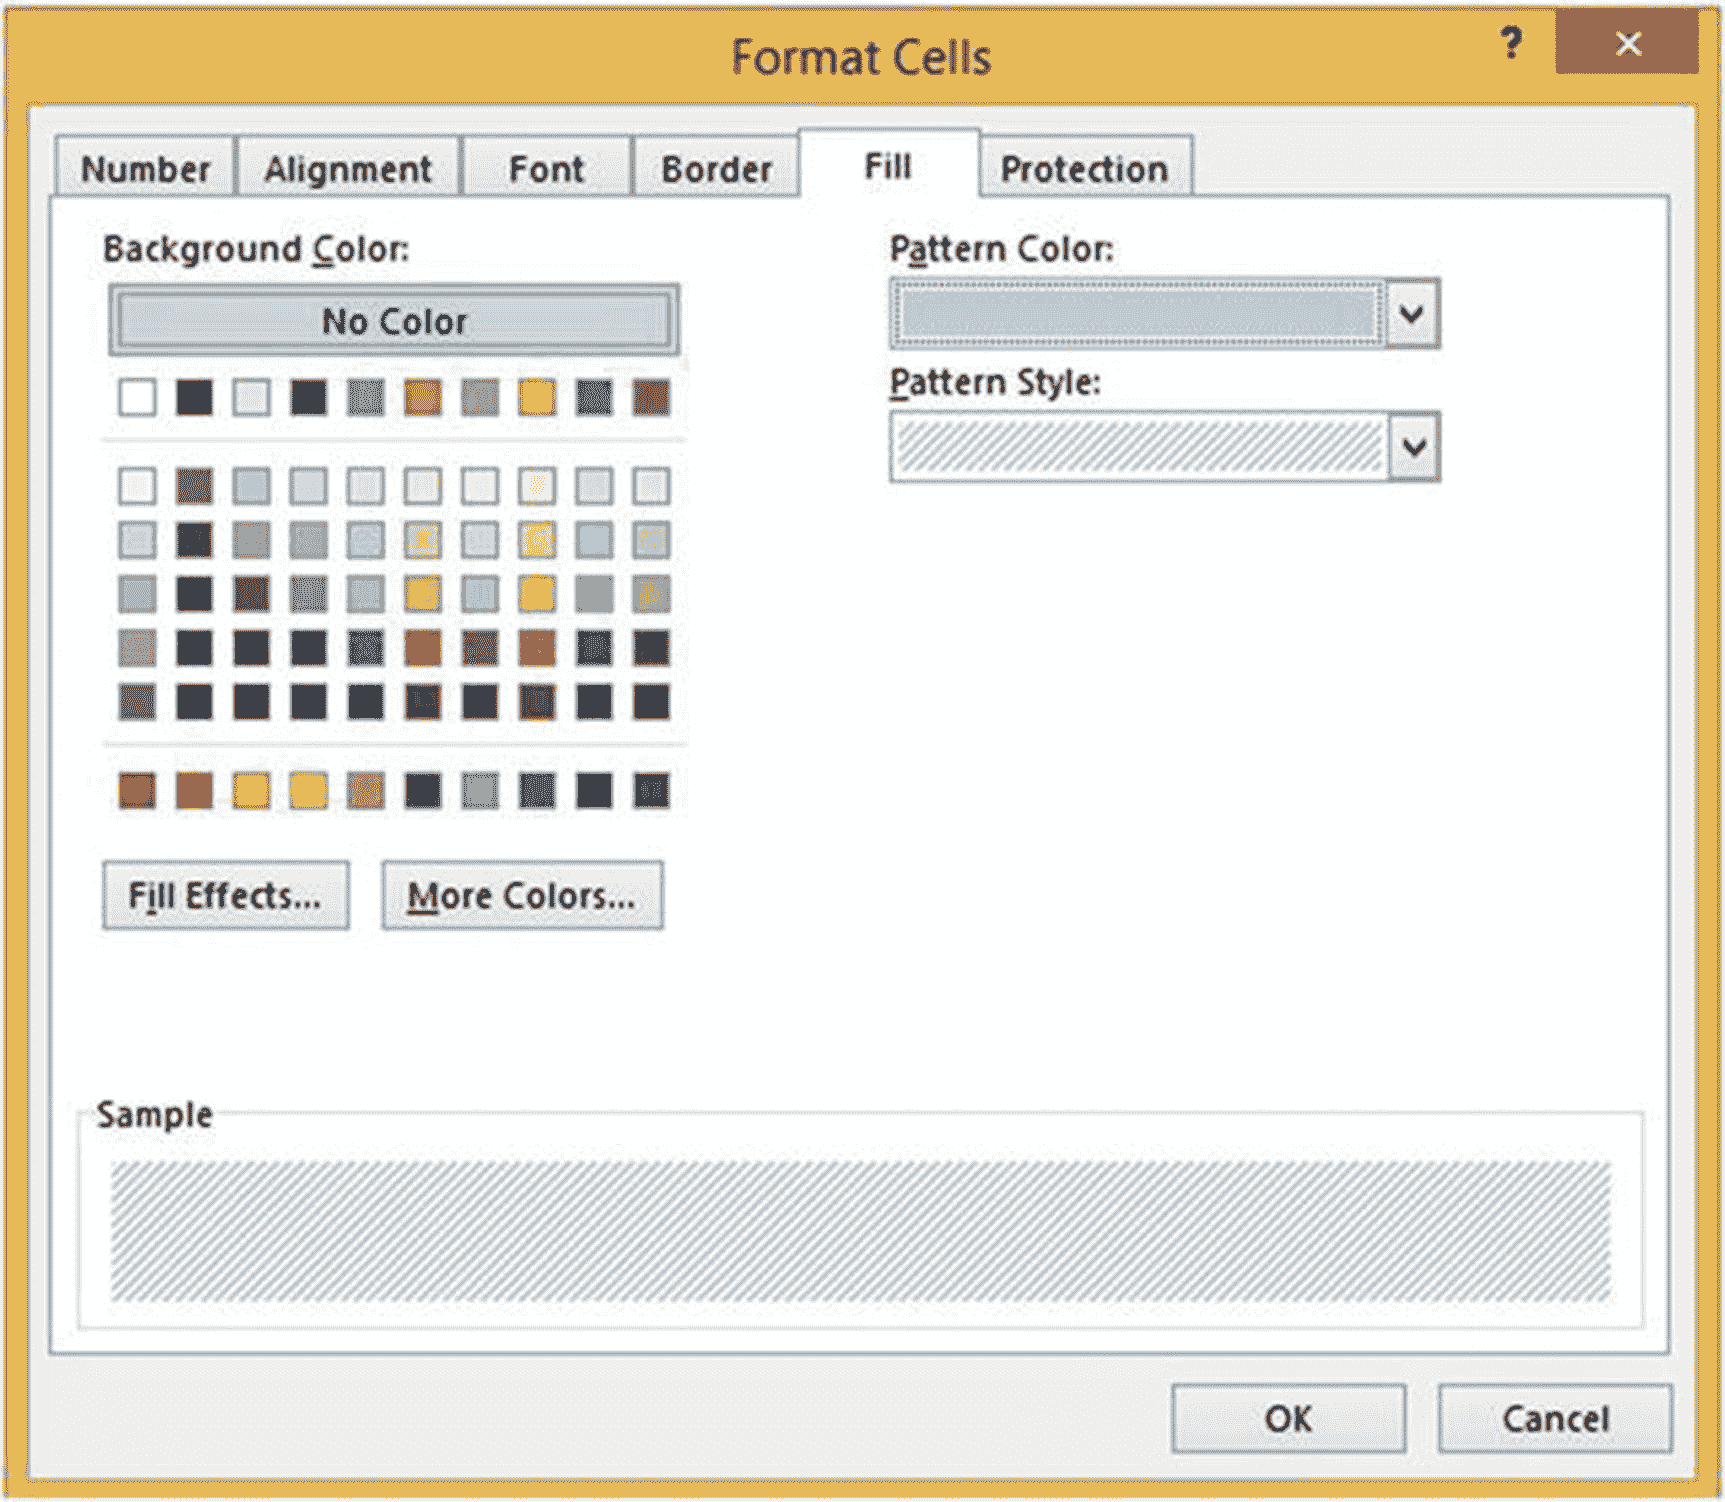 Format Cells
?
Number Alignment Font Border Fill Protection
Background Color:
No Color
Pattern Color:
Pattern Style:
Fill Effects...
More Colors...
Sample
OK
Cancel